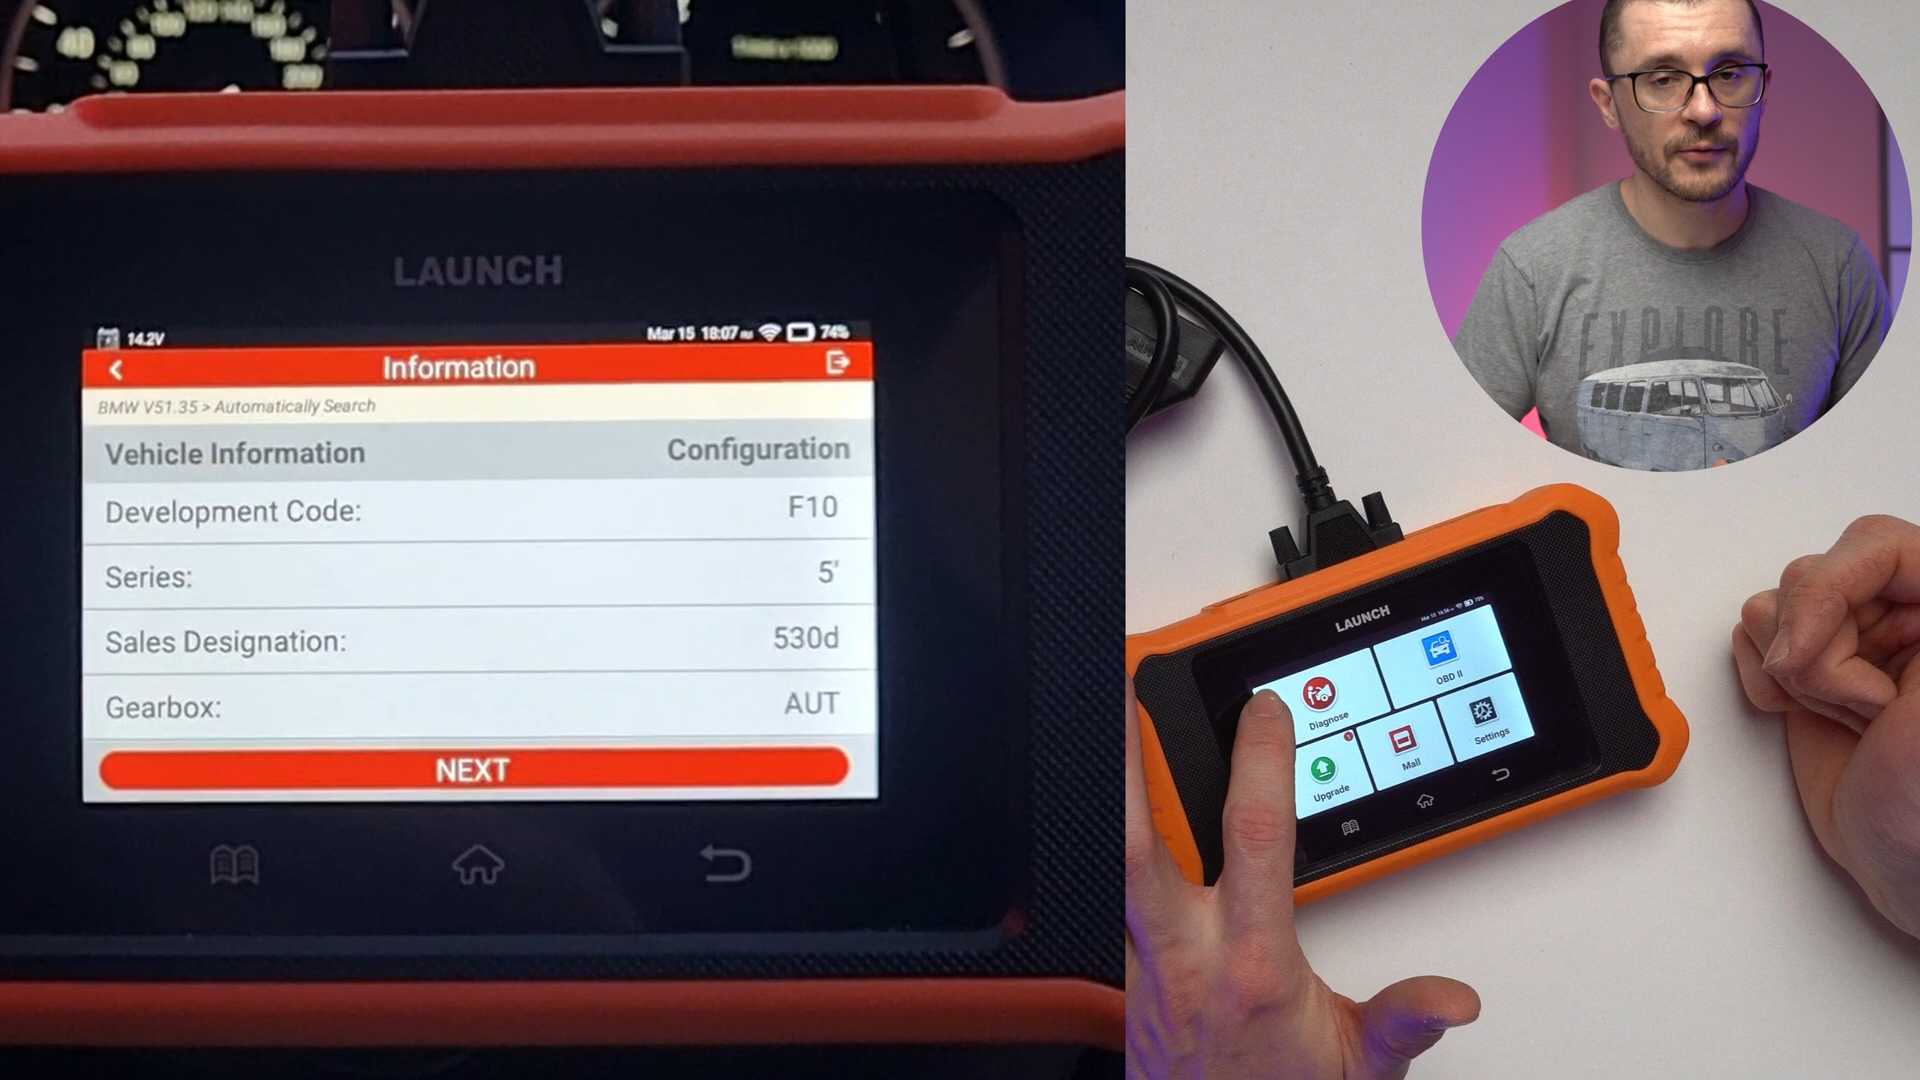 LAUNCH
14.2V
Mar 15 18:07 74%
Information
BMW V51.35 > Automatically Search
Vehicle Information Configuration
Development Code: F10
Series: 5'
Sales Designation: 530d
Gearbox: AUT
NEXT
EXPLORE
LAUNCH
Diagnose
OBD II
Upgrade
Mall
Settings